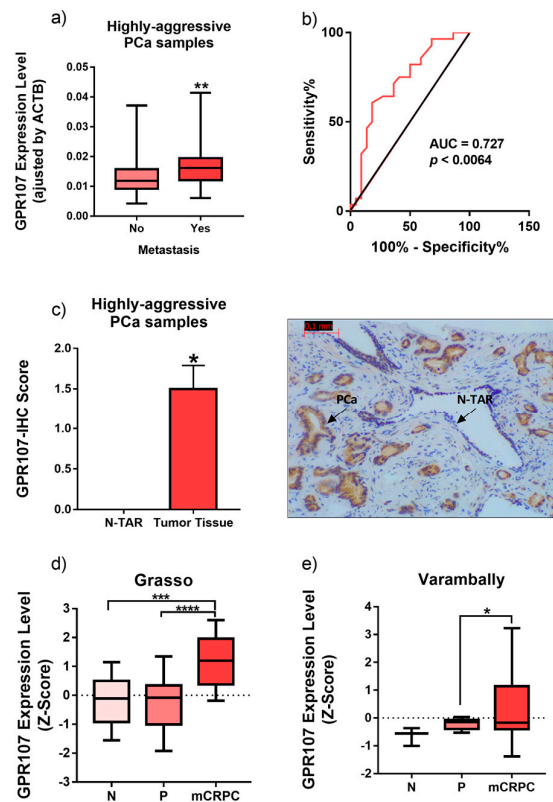 a)
Highly-aggressive
PCa samples
GPR107 Expression Level
(ajusted by ACTB)
0.05
0.04
0.03
0.02
0.01
0.00
**
No
Yes
Metastasis
b)
Sensitivity%
100
50
0
AUC = 0.727
p < 0.0064
0
50
100
150
100% - Specificity%
c)
Highly-aggressive
PCa samples
GPR107-IHC Score
2.0
1.5
1.0
0.5
0.0
*
N-TAR
Tumor Tissue
0,1 mm
PCa
N-TAR
d)
Grasso
GPR107 Expression Level
(Z-Score)
3
2
1
0
-1
-2
-3
***
****
N
P
mCRPC
e)
Varambally
GPR107 Expression Level
(Z-Score)
4
2
0
-2
-4
*
N
P
mCRPC